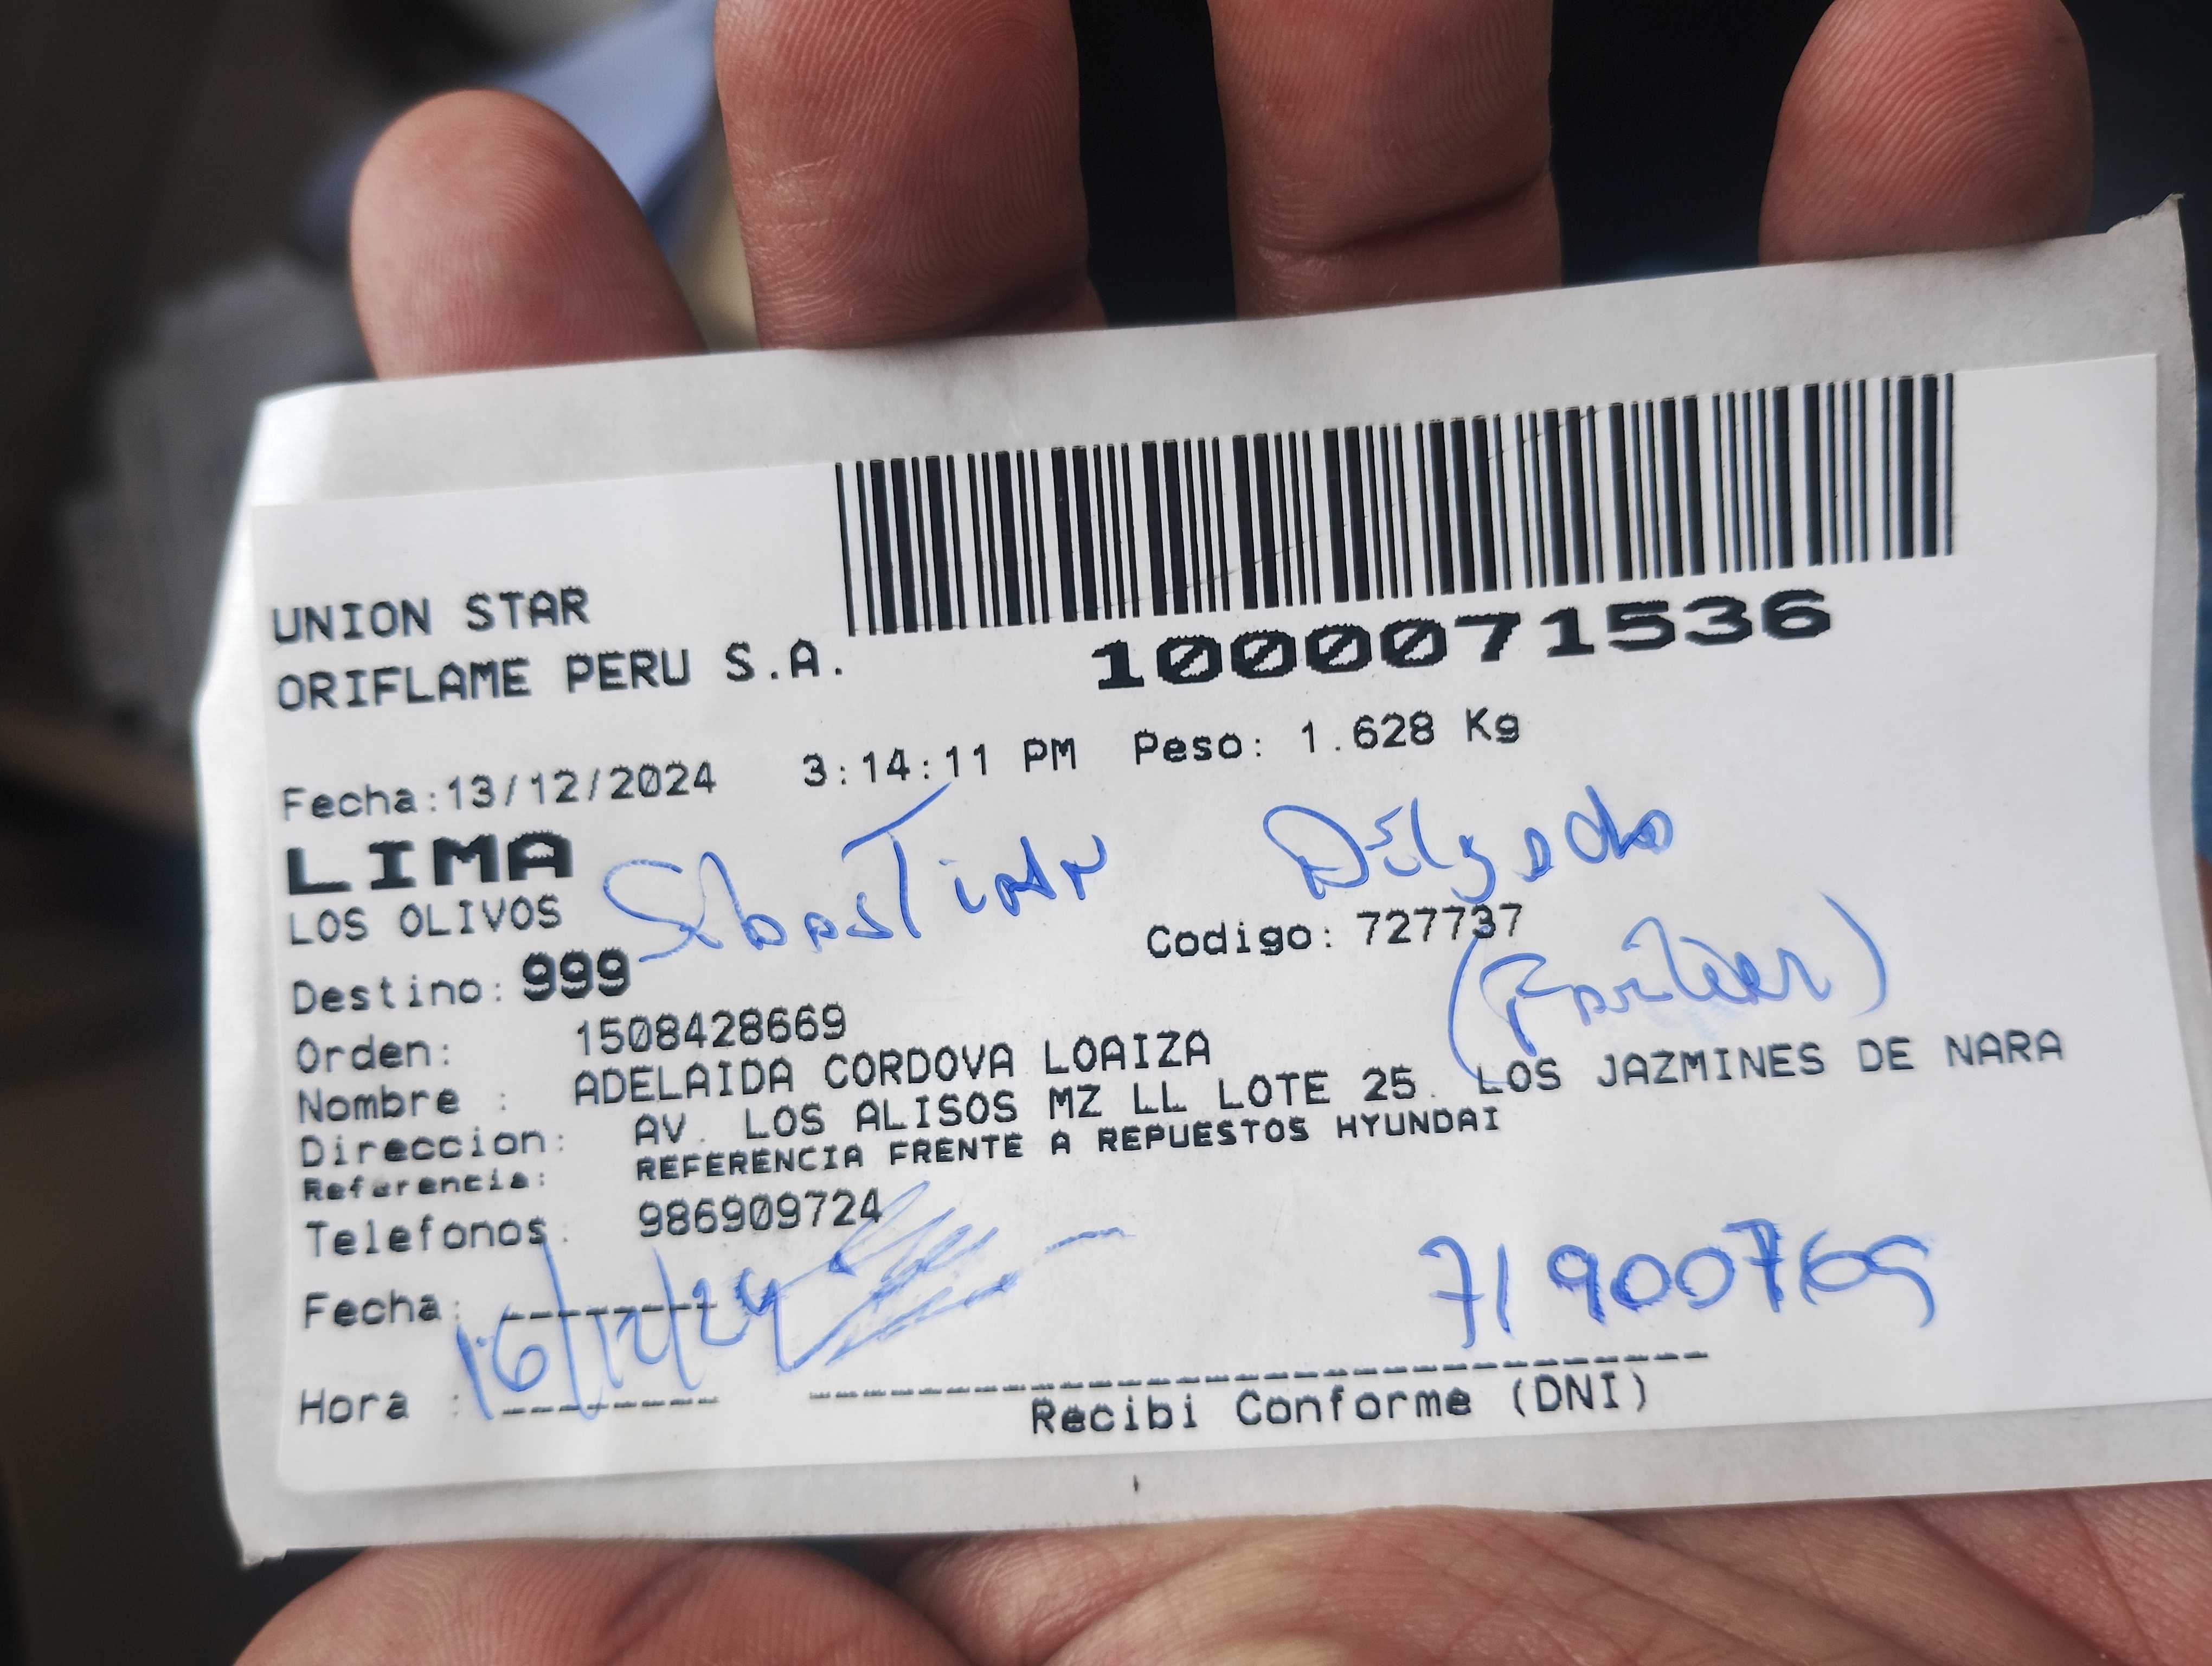 UNION STAR
ORIFLAME PERU S.A.
1000071536
Fecha:13/12/2024 3:14:11 PM Peso: 1.628 Kg
LIMA
LOS OLIVOS
Sebastian Delgado
Destino: 999 Codigo: 727737
Orden: 1508428669
Nombre : ADELAIDA CORDOVA LOAIZA
Direccion: AV. LOS ALISOS MZ LL LOTE 25. LOS JAZMINES DE NARA
Referencia: REFERENCIA FRENTE A REPUESTOS HYUNDAI
Telefonos: 986909724
Fecha: 16/12/24
71900769
Hora :
Recibi Conforme (DNI)